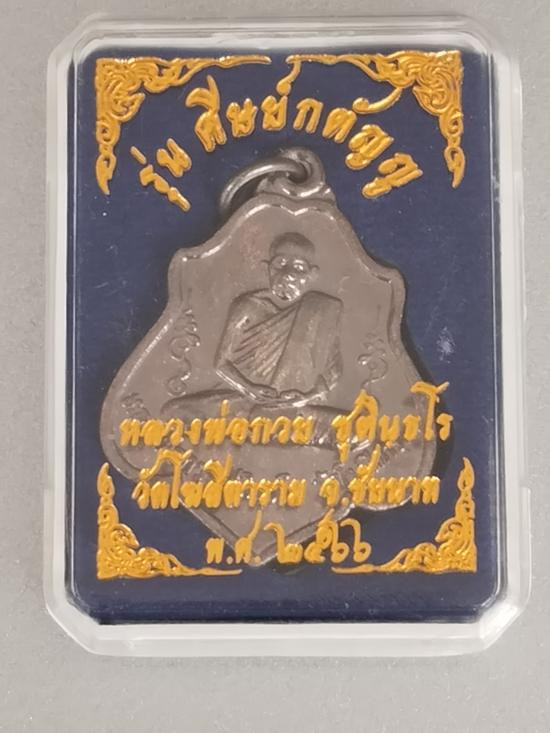 รุ่น ศิษย์กตัญญู
หลวงพ่อกวย ชุตินฺธโร
วัดโฆสิตาราม จ.ชัยนาท
พ.ศ ๒๕๖๖